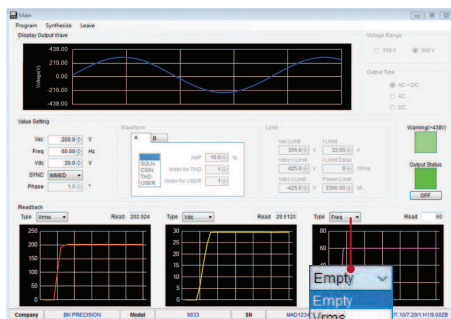 Main
Program Synthesize Leave
Display Output Wave
Voltage Range
438.00
219.00
0.00
-219.00
-438.00
Voltage(V)
150 V
300 V
Output Type
AC + DC
AC
DC
Value Setting
Vac 200.0 V
Freq 60.00 Hz
Vdc 30.0 V
SYNC IMMED
Phase 1.0 °
Waveform
A B
SQUA
CSIN
THD
USER
AMP 10.0 %
Index for THD 1
Index for USER 1
Limit
Vac Limit
305.0 V
Vdc(+) Limit
-425.0 V
Vdc(-) Limit
-425.0 V
I Limit
33.00 A
I Limit Delay
0 10ms
Power Limit
3300.00 VA
Warning(>438V)
Output Status
OFF
Readback
Type Vrms Read 202.024
Type Vdc Read 29.5120
Type Freq Read 60
250
200
150
100
50
0
30
25
20
15
10
5
0
80
60
40
Empty
Empty
Vrms
Company BK PRECISION Model 9833 SN